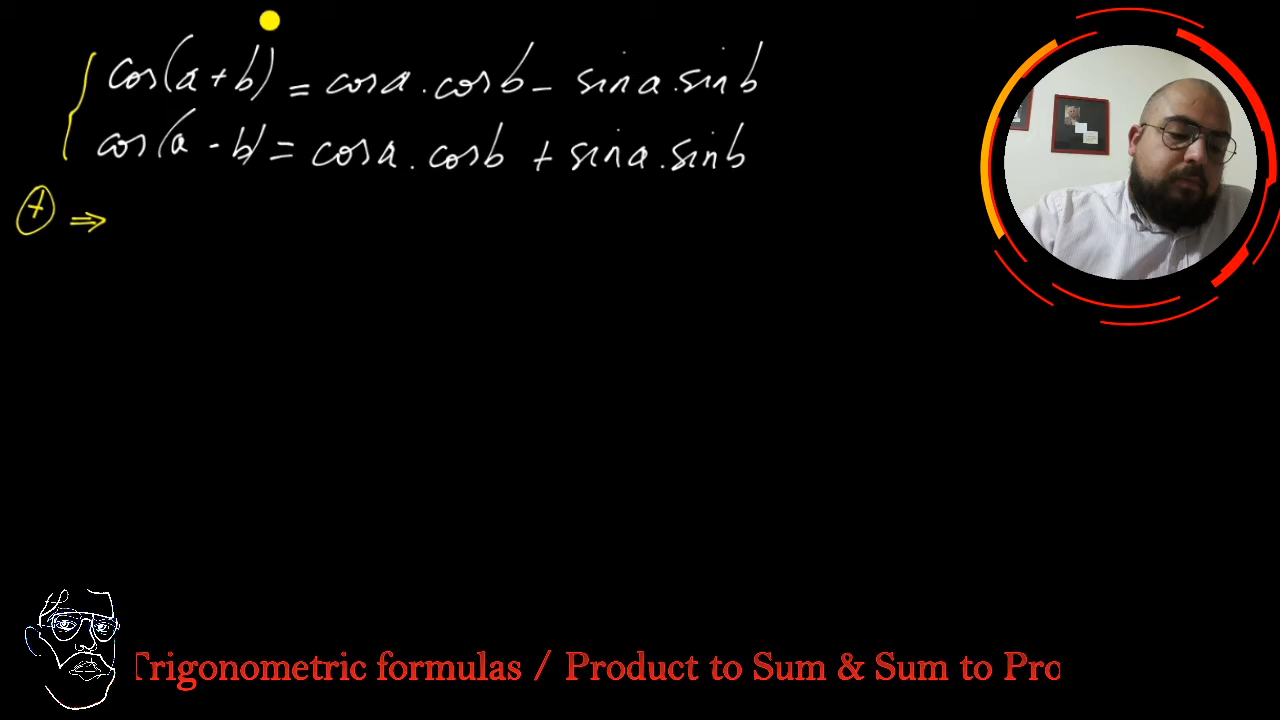 cos(a + b) = cosa . cosb - sina . sinb
cos(a - b) = cosa . cosb + sina . sinb
+ ⇒
Trigonometric formulas / Product to Sum & Sum to Pro